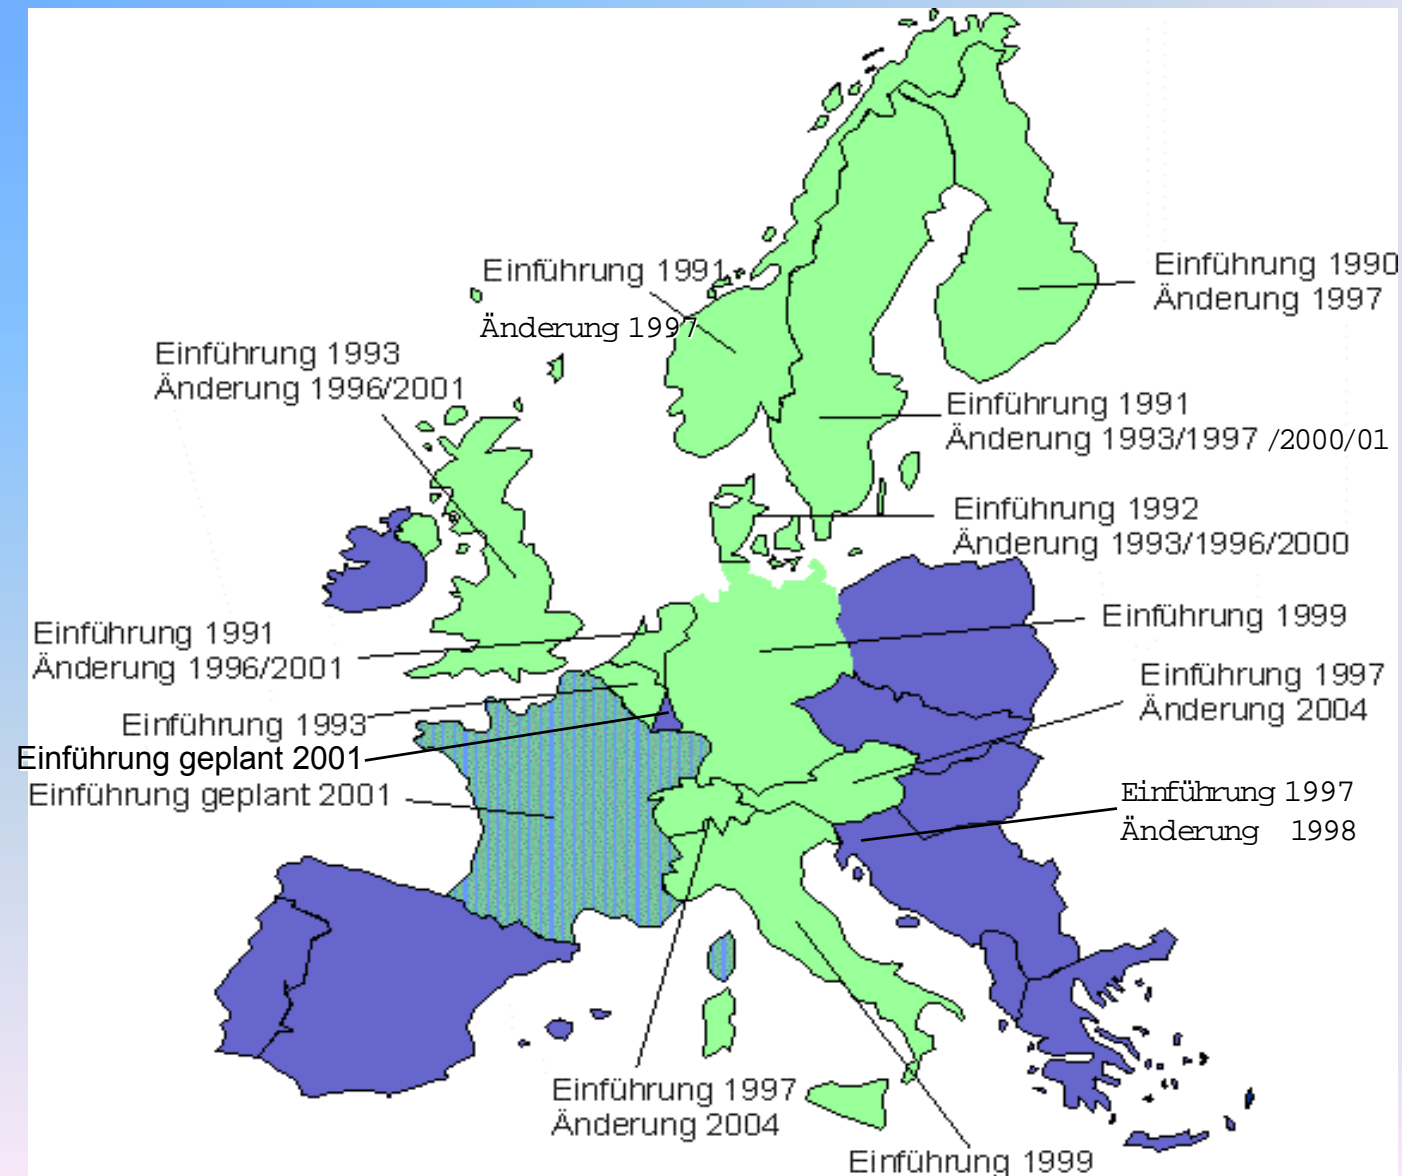 Einführung 1990
Änderung 1997
Einführung 1991
Änderung 1997
Einführung 1993
Änderung 1996/2001
Einführung 1991
Änderung 1993/1997 /2000/01
Einführung 1992
Änderung 1993/1996/2000
Einführung 1999
Einführung 1991
Änderung 1996/2001
Einführung 1997
Änderung 2004
Einführung 1993
Einführung geplant 2001
Einführung geplant 2001
Einführung 1997
Änderung 1998
Einführung 1997
Änderung 2004
Einführung 1999